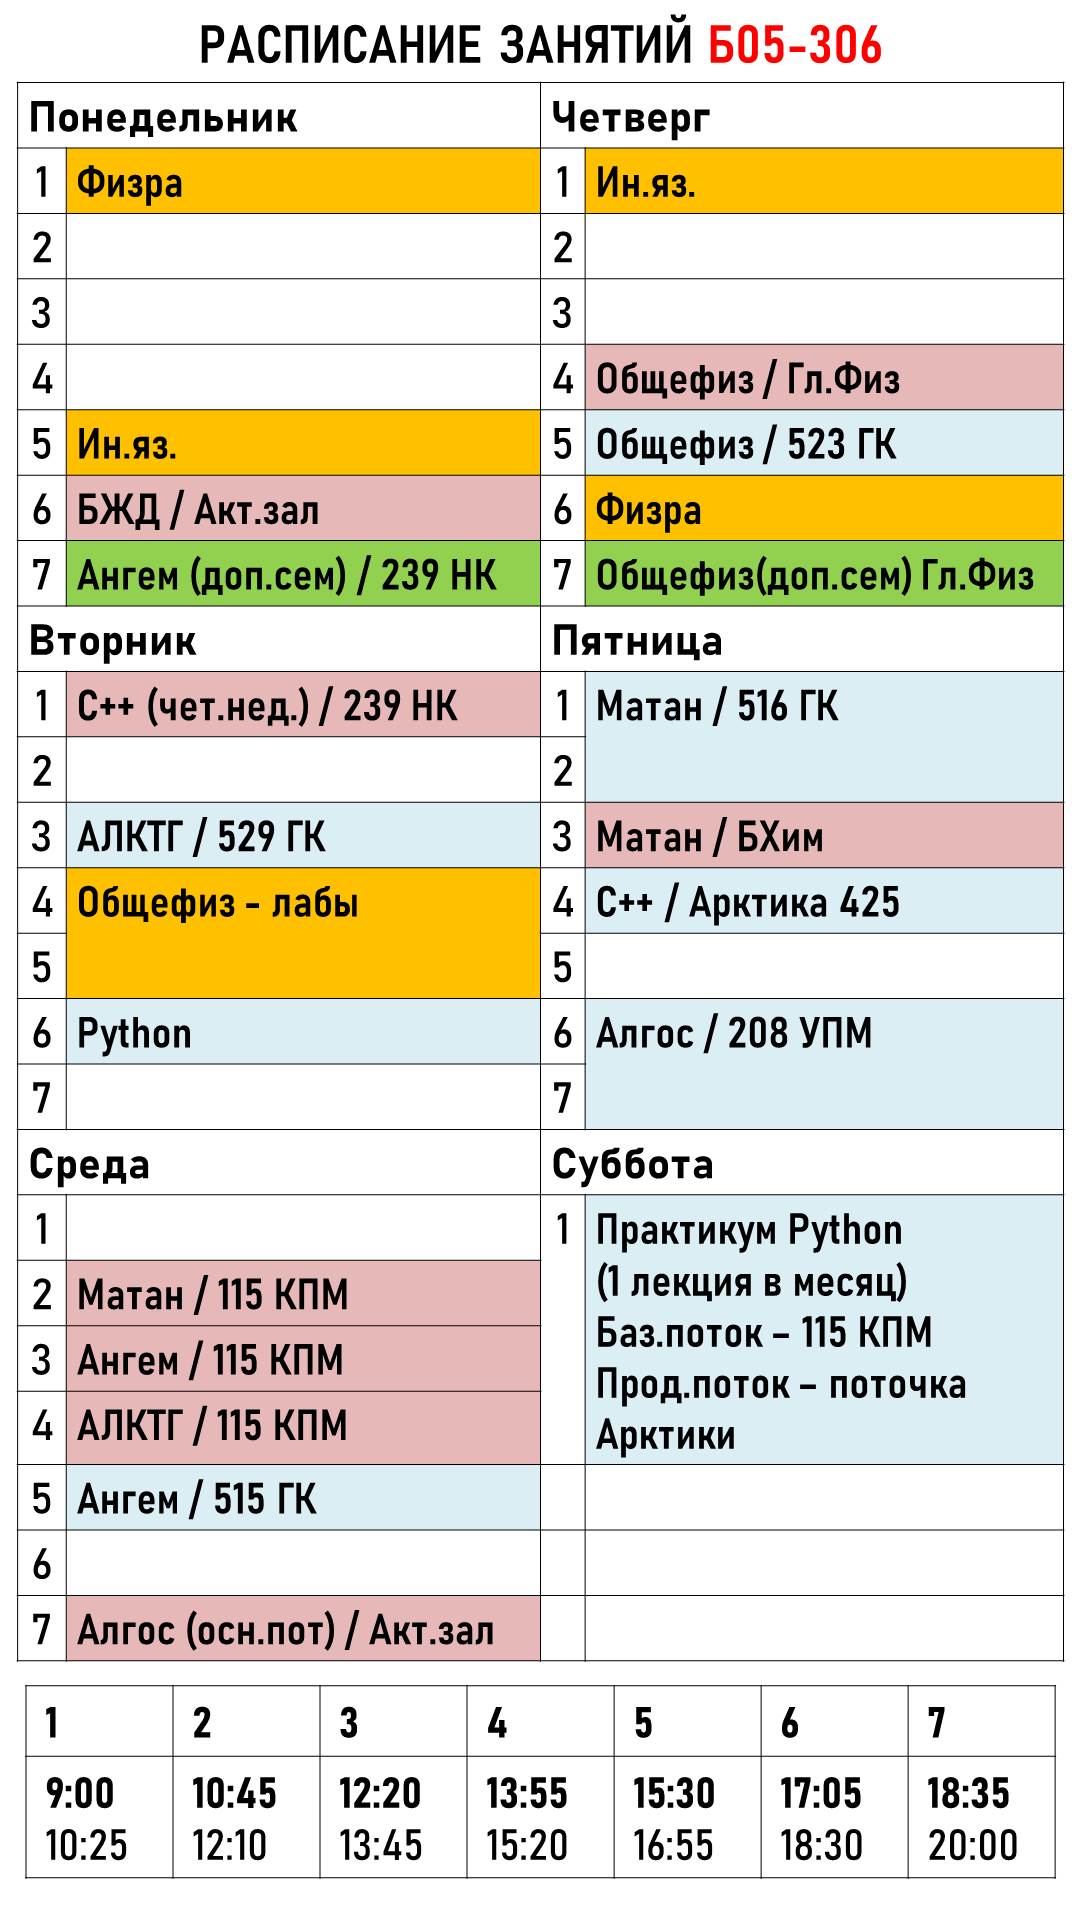 РАСПИСАНИЕ ЗАНЯТИЙ Б05-306
Понедельник
1 Физра
2
3
4
5 Ин.яз.
6 БЖД / Акт.зал
7 Ангем (доп.сем) / 239 НК
Вторник
1 С++ (чет.нед.) / 239 НК
2
3 АЛКТГ / 529 ГК
4 Общефиз - лабы
5
6 Python
7
Среда
1
2 Матан / 115 КПМ
3 Ангем / 115 КПМ
4 АЛКТГ / 115 КПМ
5 Ангем / 515 ГК
6
7 Алгос (осн.пот) / Акт.зал
Четверг
1 Ин.яз.
2
3
4 Общефиз / Гл.Физ
5 Общефиз / 523 ГК
6 Физра
7 Общефиз(доп.сем) Гл.Физ
Пятница
1 Матан / 516 ГК
2
3 Матан / БХим
4 С++ / Арктика 425
5
6 Алгос / 208 УПМ
7
Суббота
1 Практикум Python
(1 лекция в месяц)
Баз.поток – 115 КПМ
Прод.поток – поточка
Арктики
1 2 3 4 5 6 7
9:00 10:45 12:20 13:55 15:30 17:05 18:35
10:25 12:10 13:45 15:20 16:55 18:30 20:00